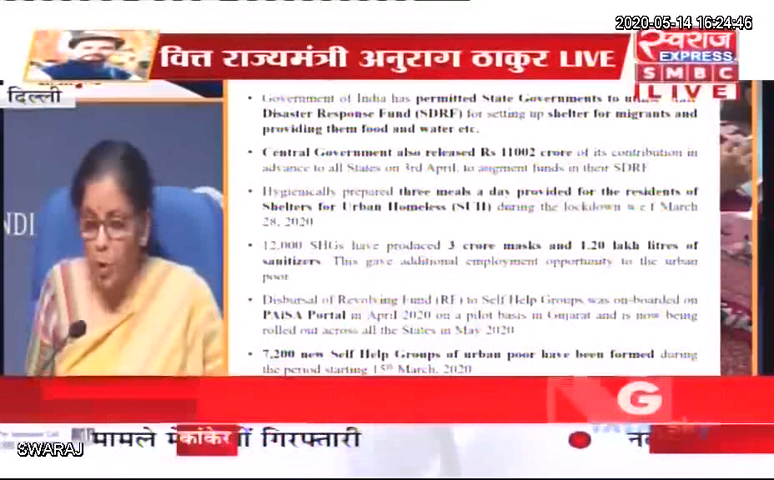 2020-05-14 16:24:46
वित्त राज्यमंत्री अनुराग ठाकुर LIVE
स्वराज
EXPRESS
SMBC
LIVE
दिल्ली
Government of India has permitted State Governments to
Disaster Response Fund (SDRF) for setting up shelter for migrants and
providing them food and water etc.
Central Government also released Rs 11002 crore of its contribution in
advance to all States on 3rd April, to augment funds in their SDRF
Hygienically prepared three meals a day provided for the residents of
Shelters for Urban Homeless (SUH) during the lockdown w e f March
28, 2020
12,000 SHGs have produced 3 crore masks and 1.20 lakh litres of
sanitizers. This gave additional employment opportunity to the urban
poor
Disbursal of Revolving Fund (RF) to Self Help Groups was on-boarded on
PAiSA Portal in April 2020 on a pilot basis in Gujarat and is now being
rolled out across all the States in May 2020
7,200 new Self Help Groups of urban poor have been formed during
the period starting 15th March, 2020
NDI
NG
मामले में
कांकेर
गिरफ्तारी
SWARAJ